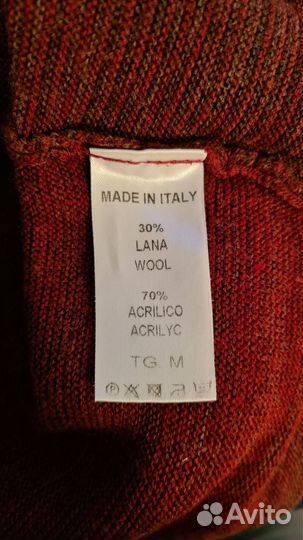 MADE IN ITALY
30%
LANA
WOOL
70%
ACRILICO
ACRILYC
TG. M
Avito